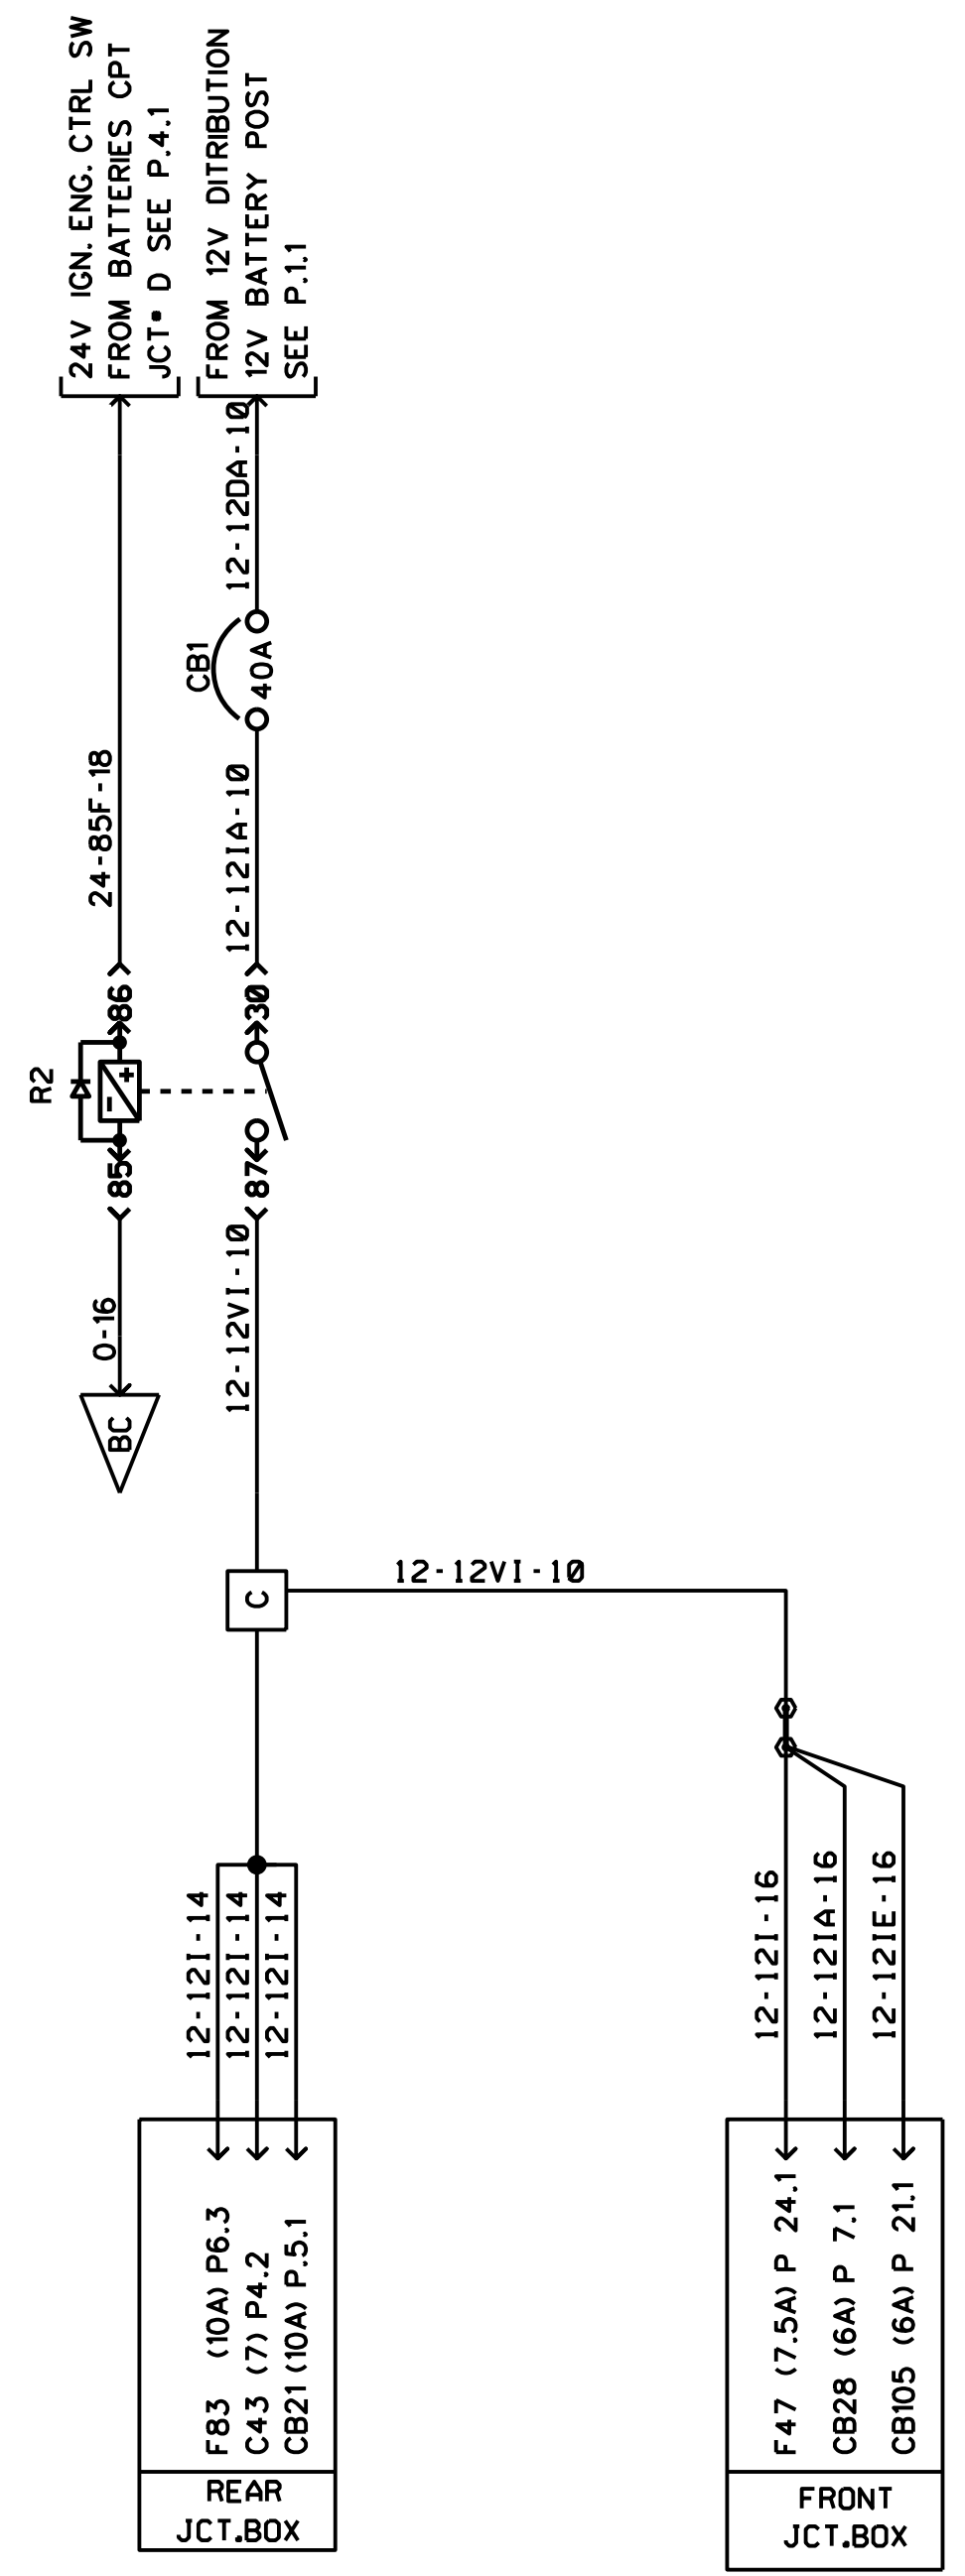 24V IGN. ENG. CTRL SW
FROM BATTERIES CPT
JCT• D SEE P.4.1
FROM 12V DITRIBUTION
12V BATTERY POST
SEE P.1.1
12-12DA-10
CB1
40A
24-85F-18
12-12IA-10
R2
86
30
- +
85
87
0-16
12-12VI-10
BC
C
12-12VI-10
12-12I-14
12-12I-14
12-12I-14
12-12I-16
12-12IA-16
12-12IE-16
F83 (10A) P6.3
C43 (7) P4.2
CB21 (10A) P.5.1
REAR
JCT.BOX
F47 (7.5A) P 24.1
CB28 (6A) P 7.1
CB105 (6A) P 21.1
FRONT
JCT.BOX